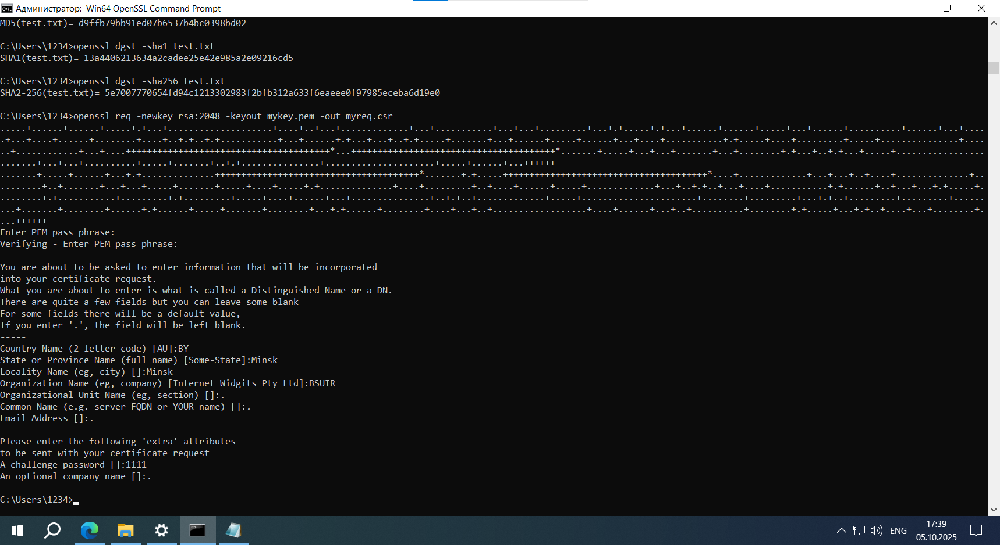 Администратор: Win64 OpenSSL Command Prompt
MD5(test.txt)= d9ffb79bb91ed07b6537b4bc0398bd02
C:\Users\1234>openssl dgst -sha1 test.txt
SHA1(test.txt)= 13a4406213634a2cadee25e42e985a2e09216cd5
C:\Users\1234>openssl dgst -sha256 test.txt
SHA2-256(test.txt)= 5e7007770654fd94c1213302983f2bfb312a633f6eaeee0f97985eceba6d19e0
C:\Users\1234>openssl req -newkey rsa:2048 -keyout mykey.pem -out myreq.csr
...++++++
Enter PEM pass phrase:
Verifying - Enter PEM pass phrase:
-----
You are about to be asked to enter information that will be incorporated
into your certificate request.
What you are about to enter is what is called a Distinguished Name or a DN.
There are quite a few fields but you can leave some blank
For some fields there will be a default value,
If you enter '.', the field will be left blank.
-----
Country Name (2 letter code) [AU]:BY
State or Province Name (full name) [Some-State]:Minsk
Locality Name (eg, city) []:Minsk
Organization Name (eg, company) [Internet Widgits Pty Ltd]:BSUIR
Organizational Unit Name (eg, section) []:.
Common Name (e.g. server FQDN or YOUR name) []:.
Email Address []:.
Please enter the following 'extra' attributes
to be sent with your certificate request
A challenge password []:1111
An optional company name []:.
C:\Users\1234>
ENG
17:39
05.10.2025